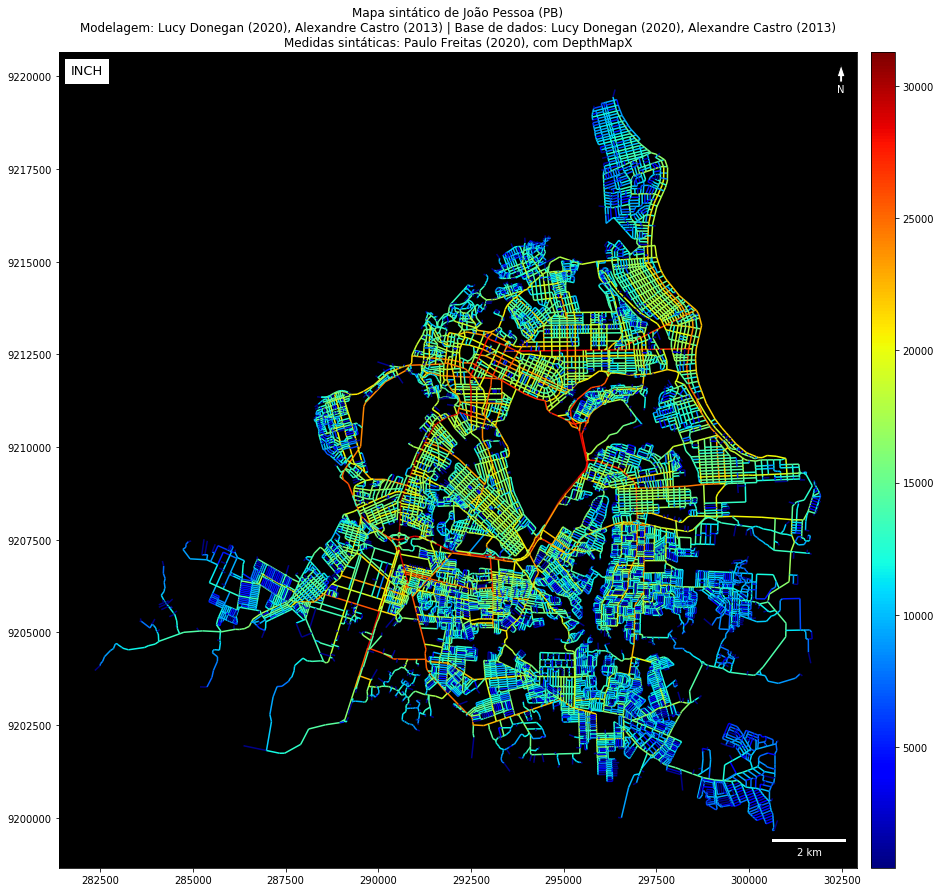 Mapa sintático de João Pessoa (PB)
Modelagem: Lucy Donegan (2020), Alexandre Castro (2013) | Base de dados: Lucy Donegan (2020), Alexandre Castro (2013)
Medidas sintáticas: Paulo Freitas (2020), com DepthMapX
INCH
N
9220000
9217500
9215000
9212500
9210000
9207500
9205000
9202500
9200000
30000
25000
20000
15000
10000
5000
2 km
282500 285000 287500 290000 292500 295000 297500 300000 302500